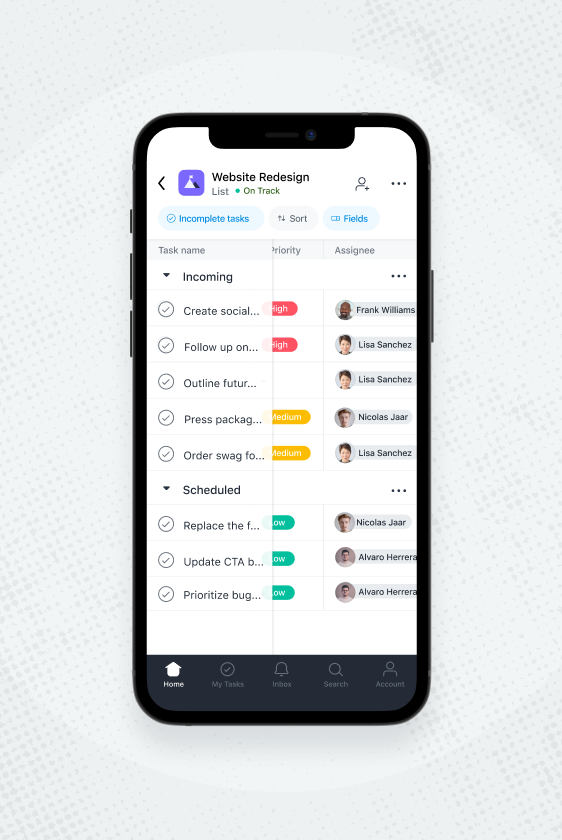 Website Redesign
List • On Track
Incomplete tasks Sort Fields
Task name Priority Assignee
Incoming
Create social... High Frank Williams
Follow up on... High Lisa Sanchez
Outline futur... Lisa Sanchez
Press packag... Medium Nicolas Jaar
Order swag fo... Medium Lisa Sanchez
Scheduled
Replace the f... Low Nicolas Jaar
Update CTA b... Low Alvaro Herrera
Prioritize bug... Low Alvaro Herrera
Home My Tasks Inbox Search Account